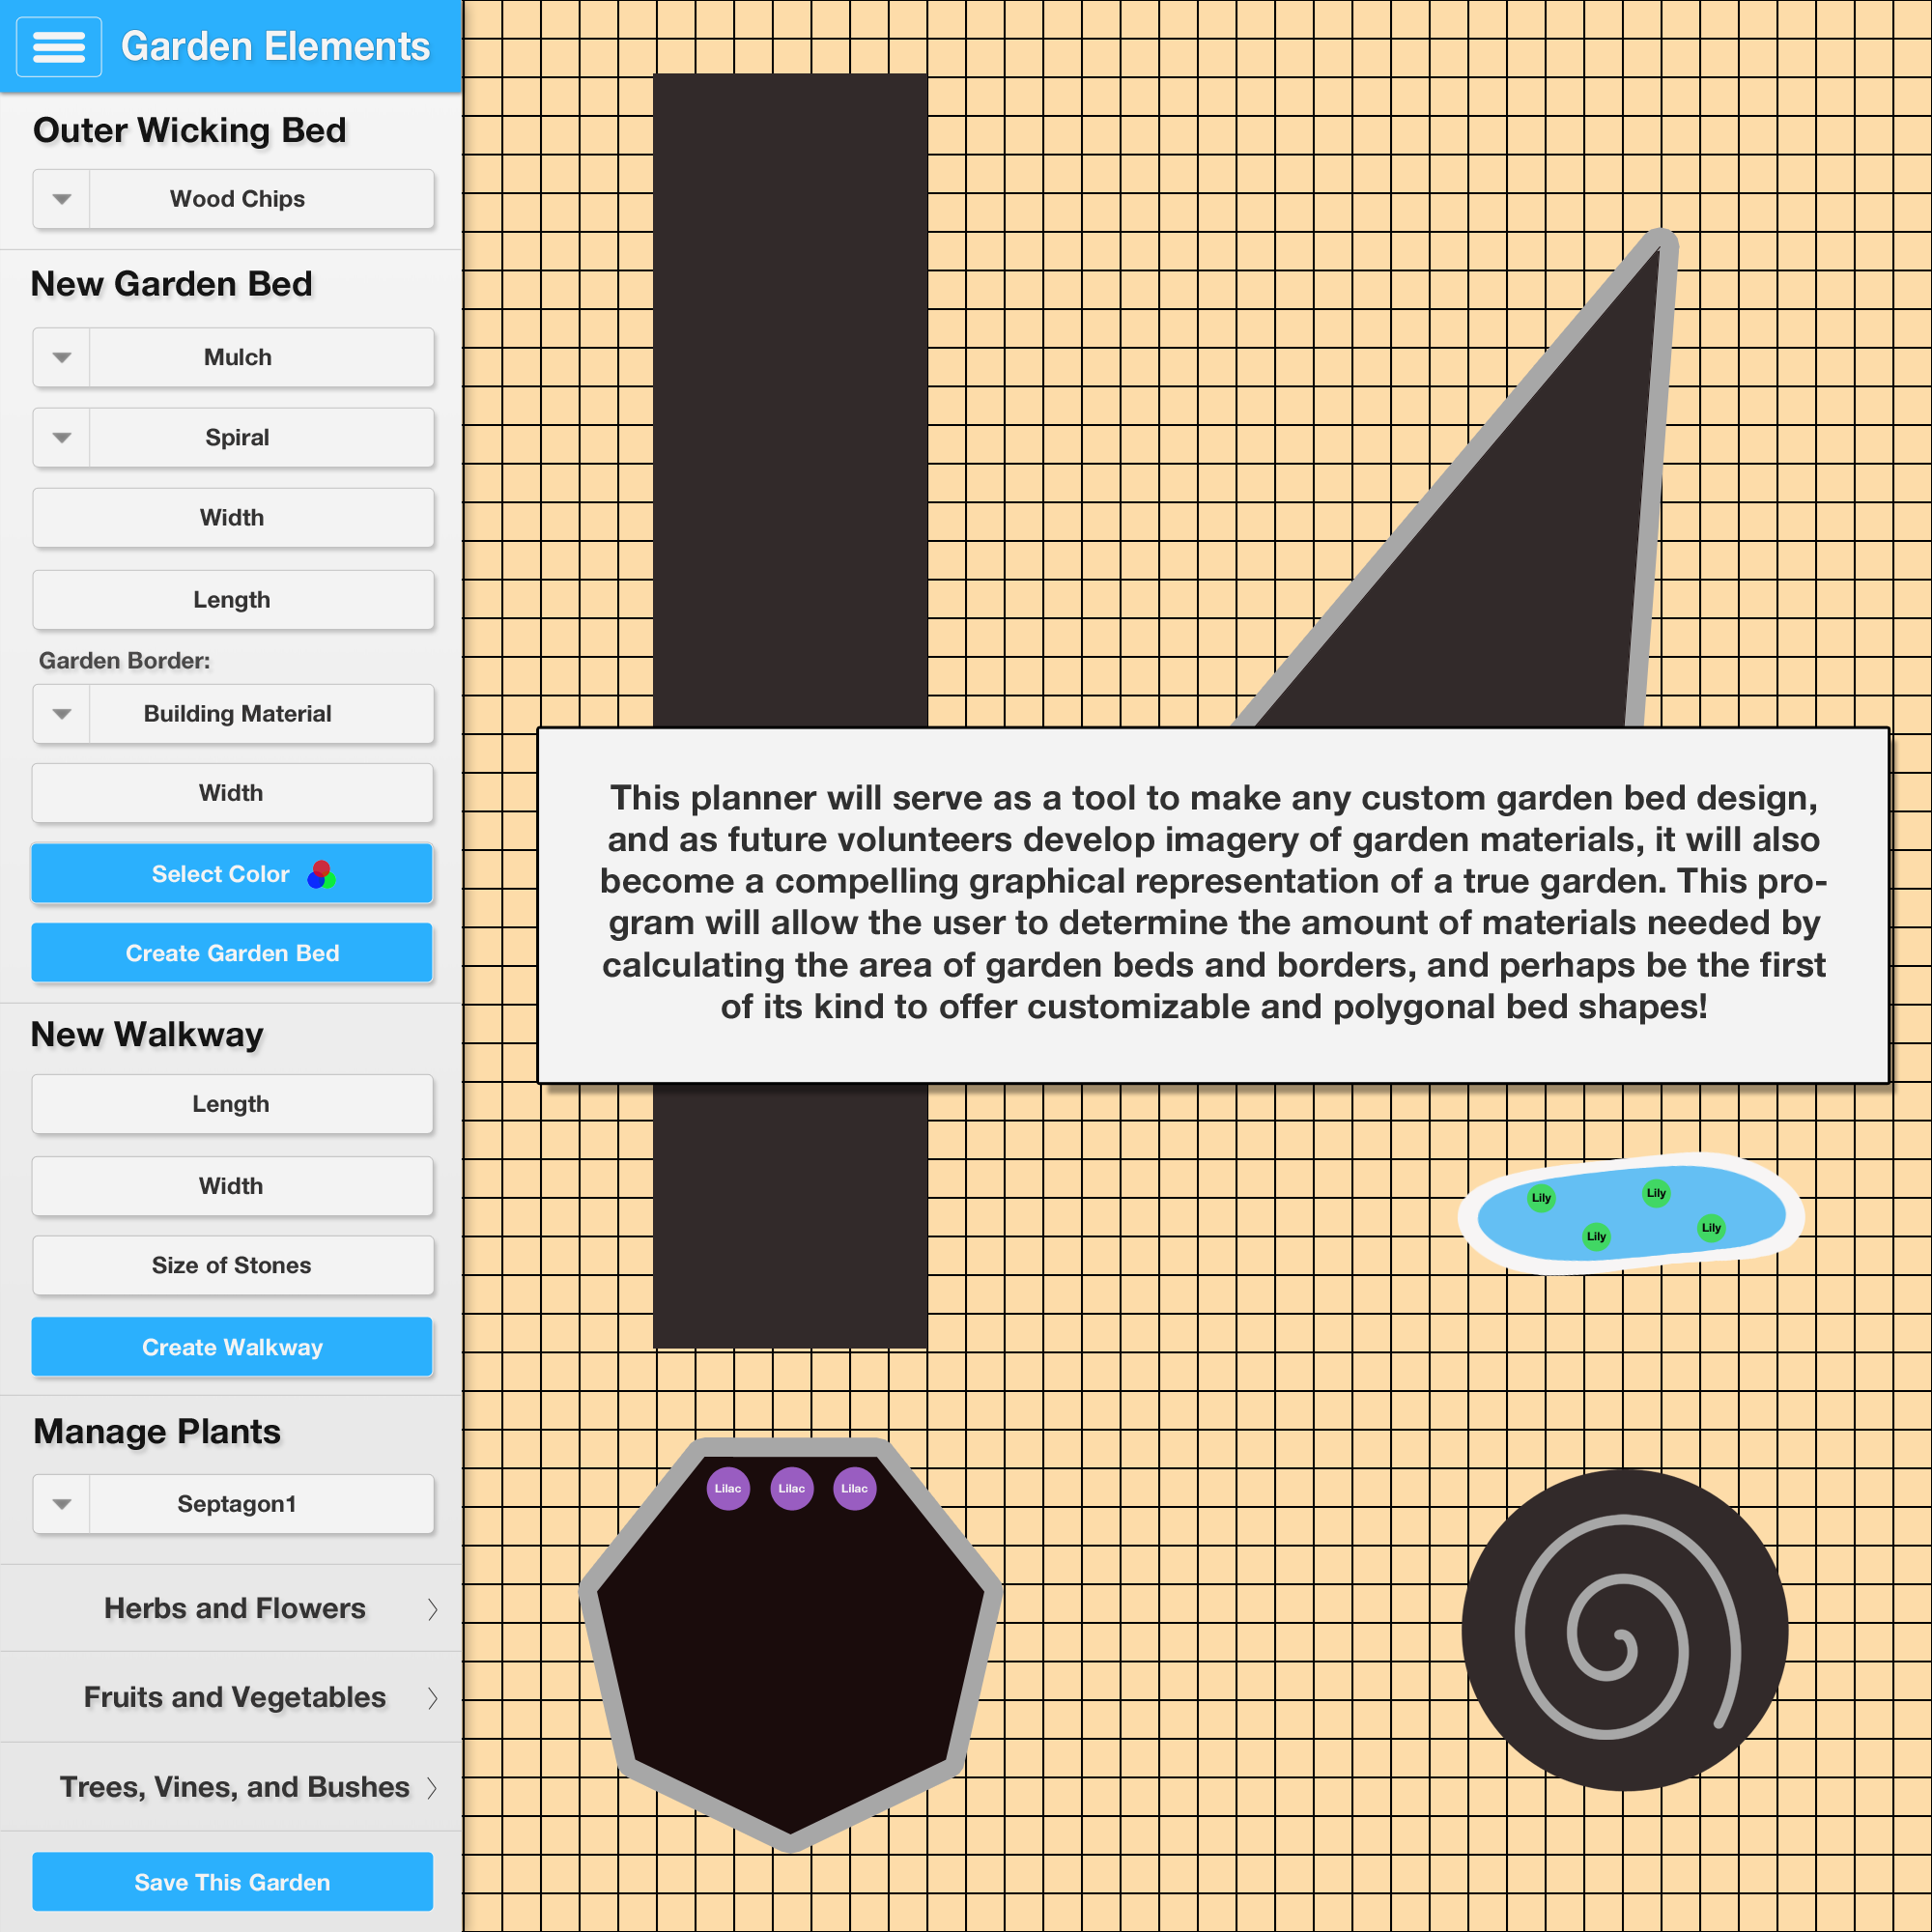 Garden Elements
Outer Wicking Bed
Wood Chips
New Garden Bed
Mulch
Spiral
Width
Length
Garden Border:
Building Material
Width
Select Color
Create Garden Bed
New Walkway
Length
Width
Size of Stones
Create Walkway
Manage Plants
Septagon1
Herbs and Flowers
Fruits and Vegetables
Trees, Vines, and Bushes
Save This Garden
This planner will serve as a tool to make any custom garden bed design,
and as future volunteers develop imagery of garden materials, it will also
become a compelling graphical representation of a true garden. This pro-
gram will allow the user to determine the amount of materials needed by
calculating the area of garden beds and borders, and perhaps be the first
of its kind to offer customizable and polygonal bed shapes!
Lily
Lily
Lily
Lily
Lilac
Lilac
Lilac